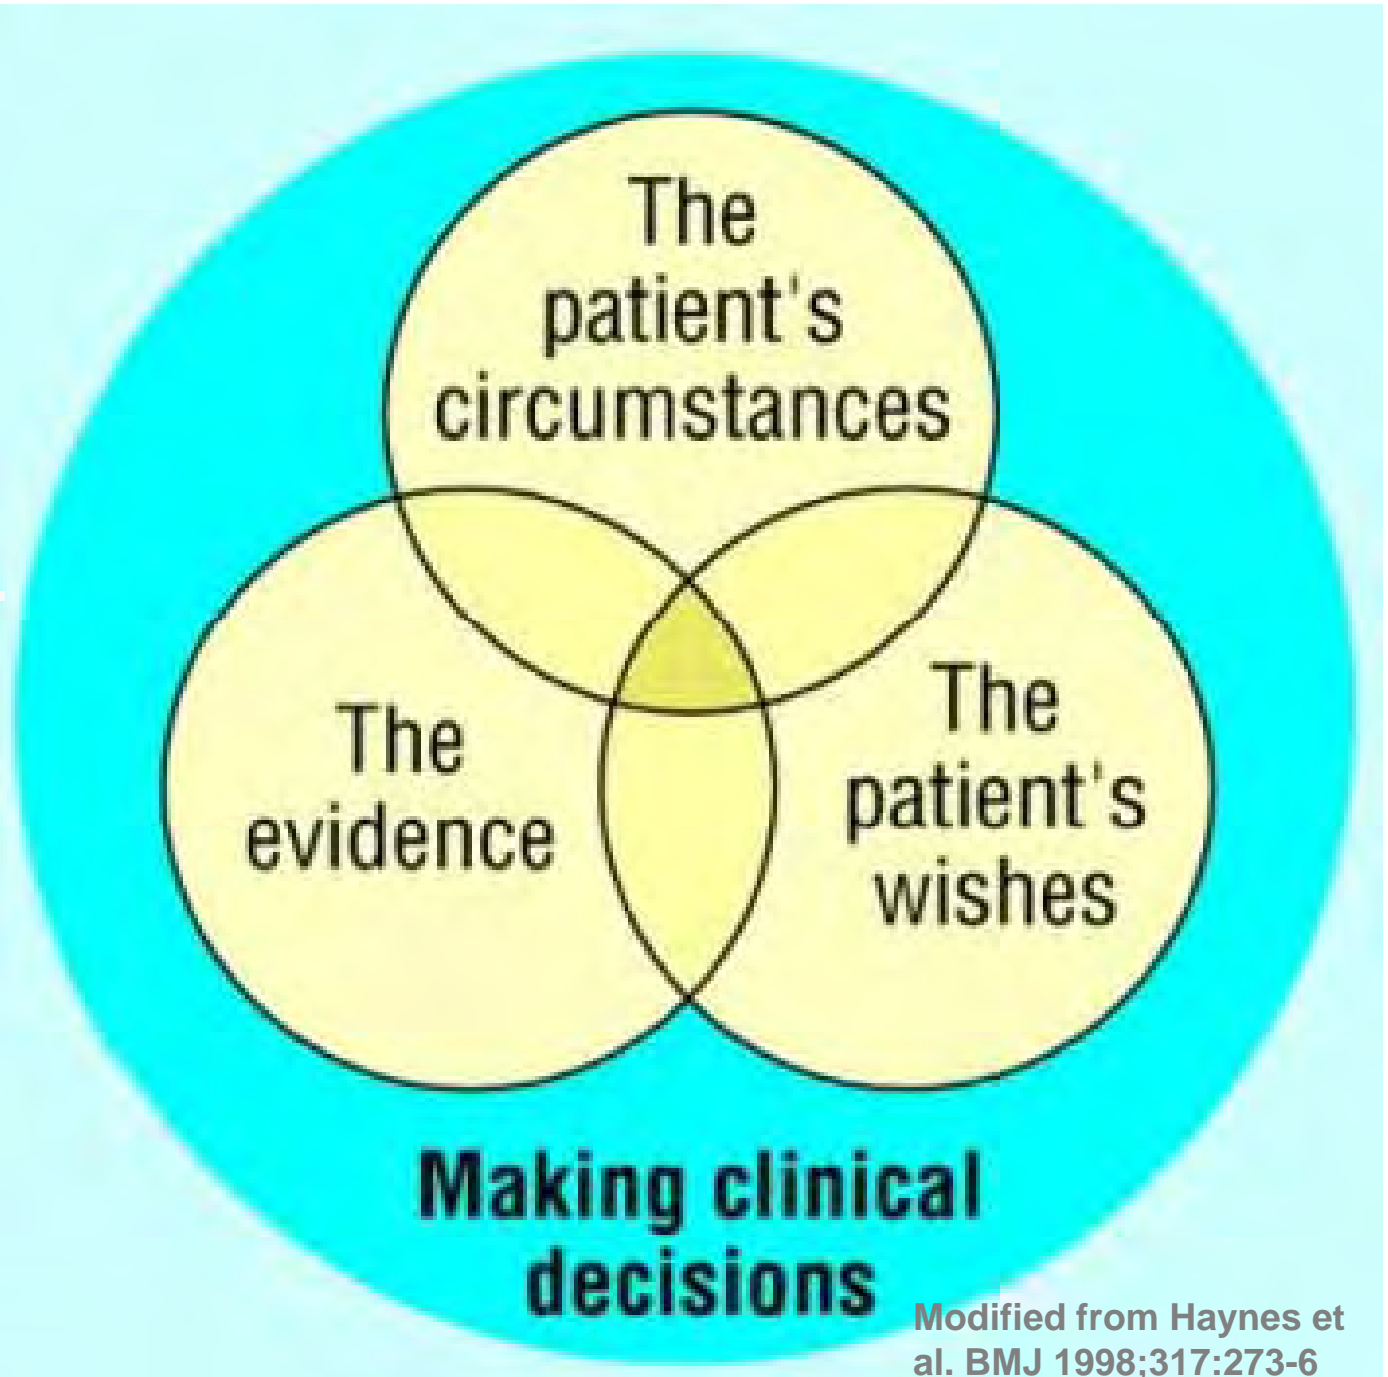 The
patient's
circumstances
The
evidence
The
patient's
wishes
Making clinical
decisions
Modified from Haynes et
al. BMJ 1998;317:273-6